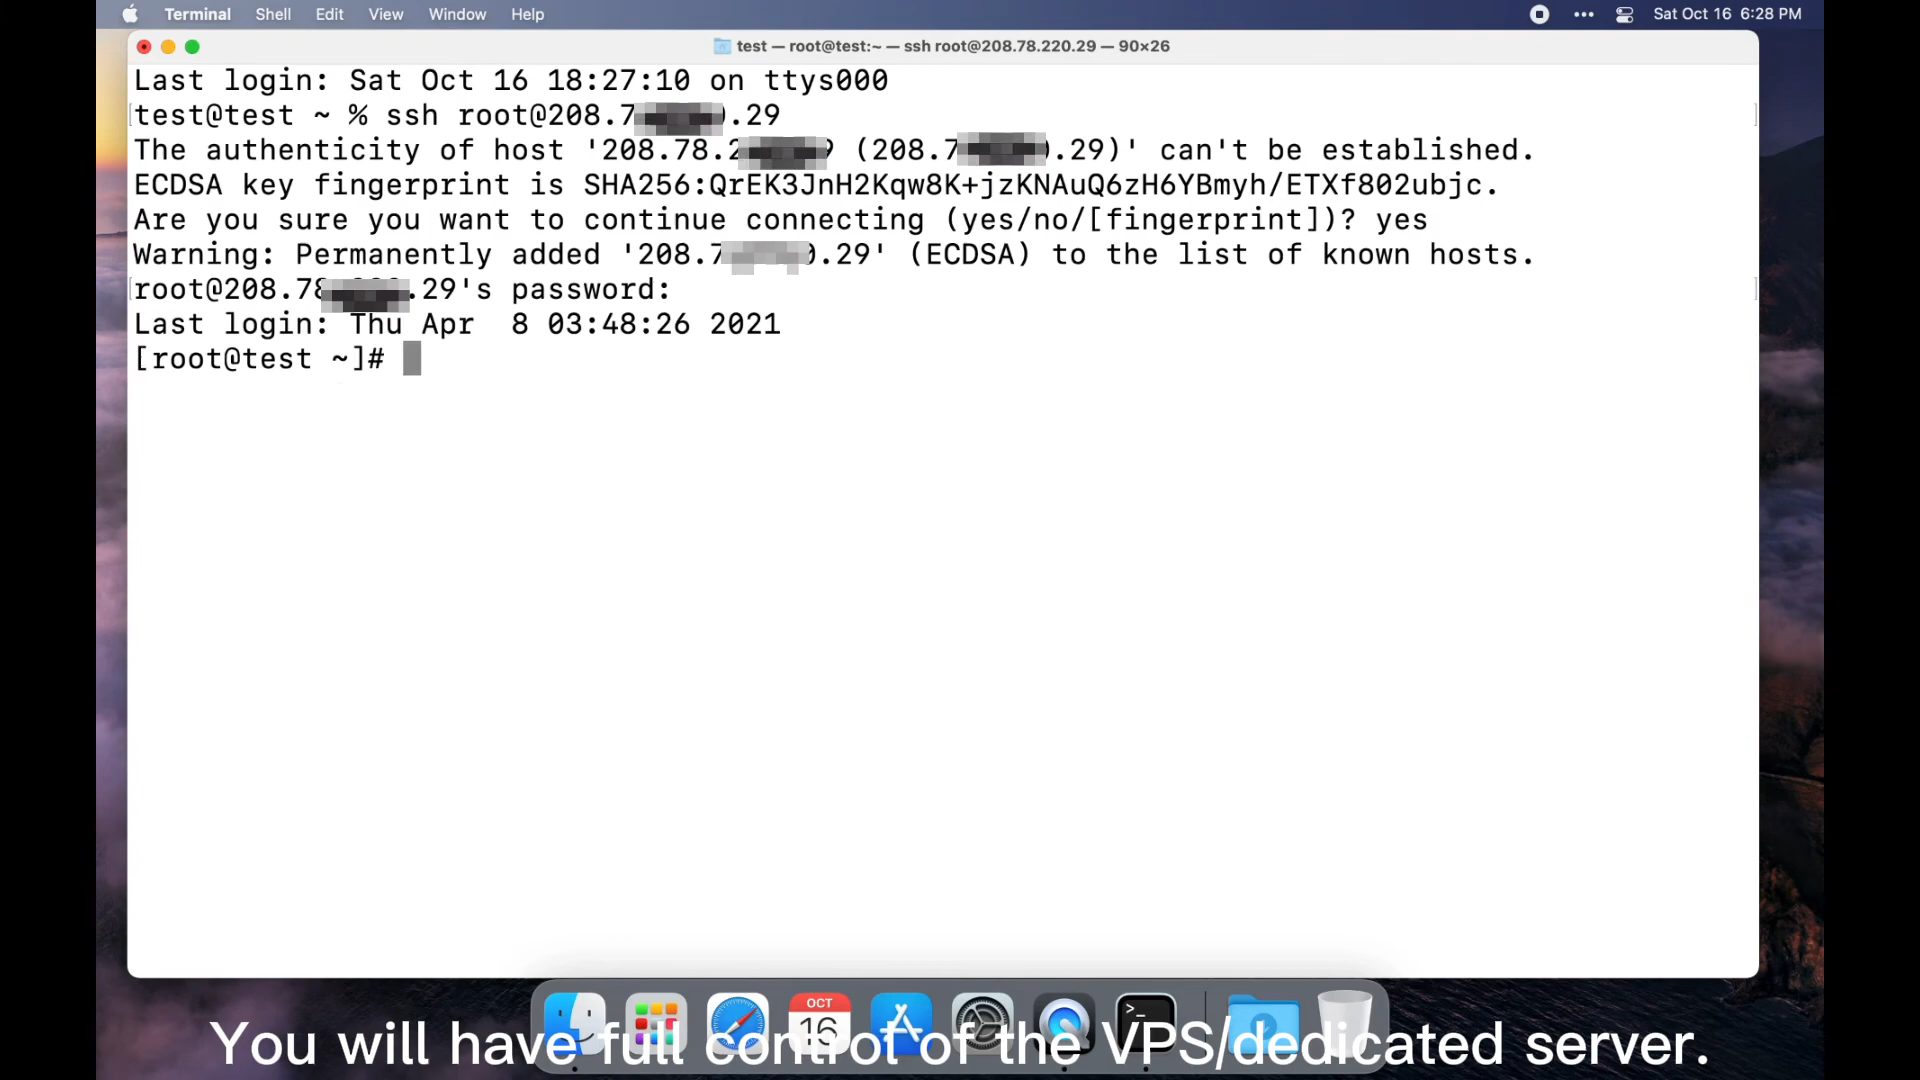 Terminal Shell Edit View Window Help Sat Oct 16 6:28 PM
test — root@test:~ — ssh root@208.78.220.29 — 90×26
Last login: Sat Oct 16 18:27:10 on ttys000
test@test ~ % ssh root@208.7 .29
The authenticity of host '208.78.2 9 (208.7 .29)' can't be established.
ECDSA key fingerprint is SHA256:QrEK3JnH2Kqw8K+jzKNAuQ6zH6YBmyh/ETXf802ubjc.
Are you sure you want to continue connecting (yes/no/[fingerprint])? yes
Warning: Permanently added '208.7 0.29' (ECDSA) to the list of known hosts.
root@208.78 .29's password:
Last login: Thu Apr  8 03:48:26 2021
[root@test ~]#
OCT
16
>_
You will have full control of the VPS/dedicated server.